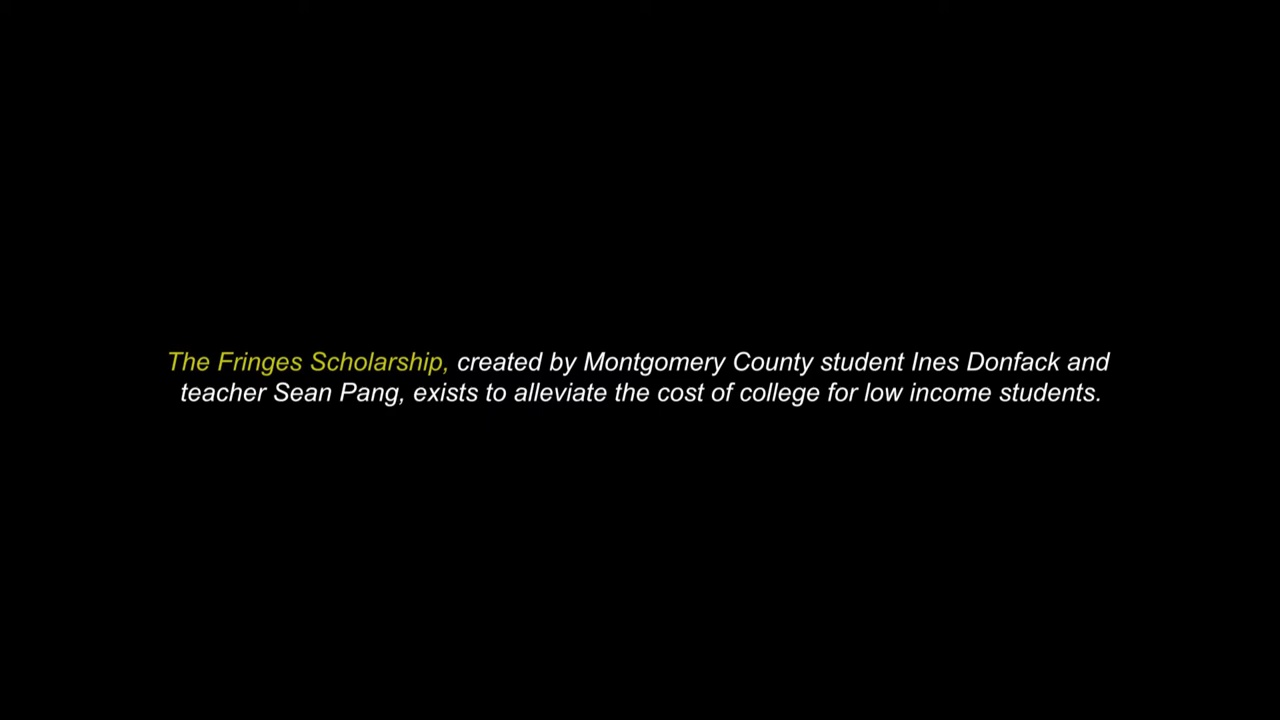 The Fringes Scholarship, created by Montgomery County student Ines Donfack and
teacher Sean Pang, exists to alleviate the cost of college for low income students.